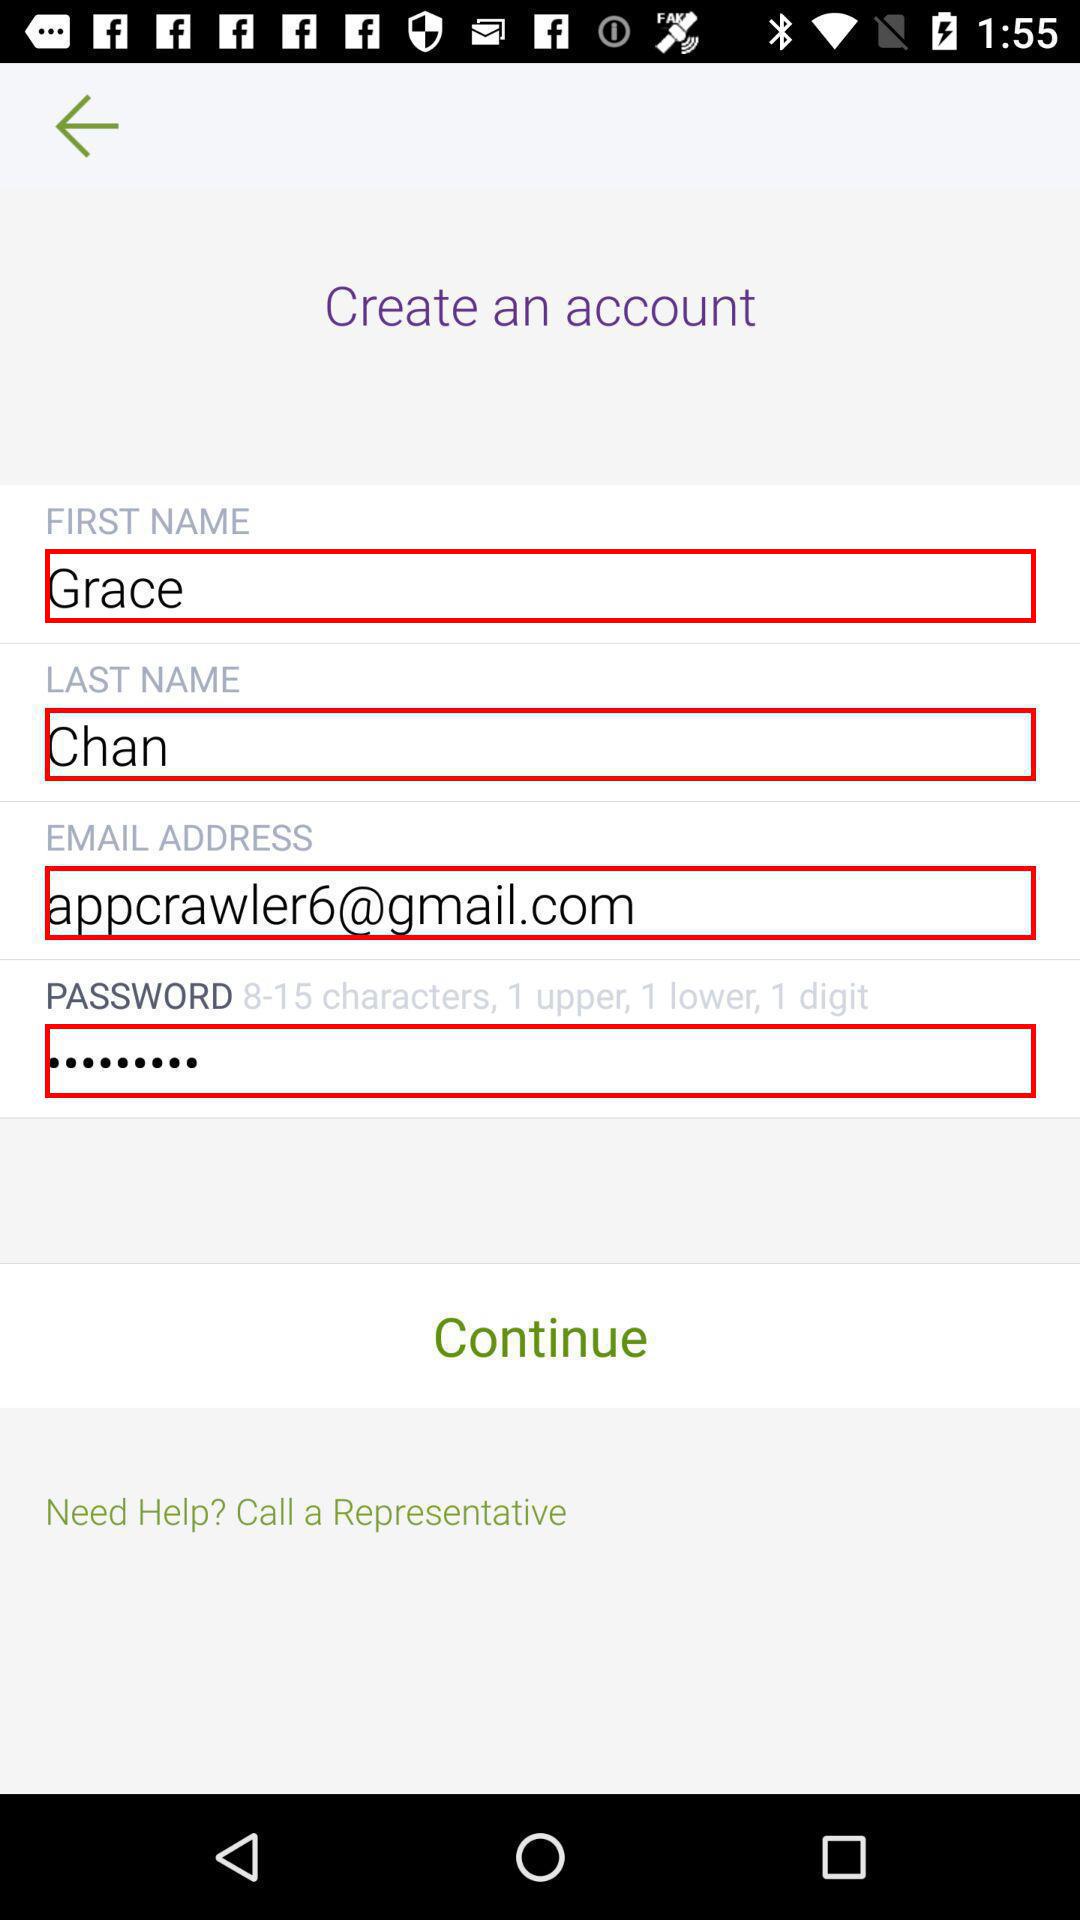 FAKE 1:55
Create an account
FIRST NAME
Grace
LAST NAME
Chan
EMAIL ADDRESS
appcrawler6@gmail.com
PASSWORD 8-15 characters, 1 upper, 1 lower, 1 digit
•••••••••
Continue
Need Help? Call a Representative